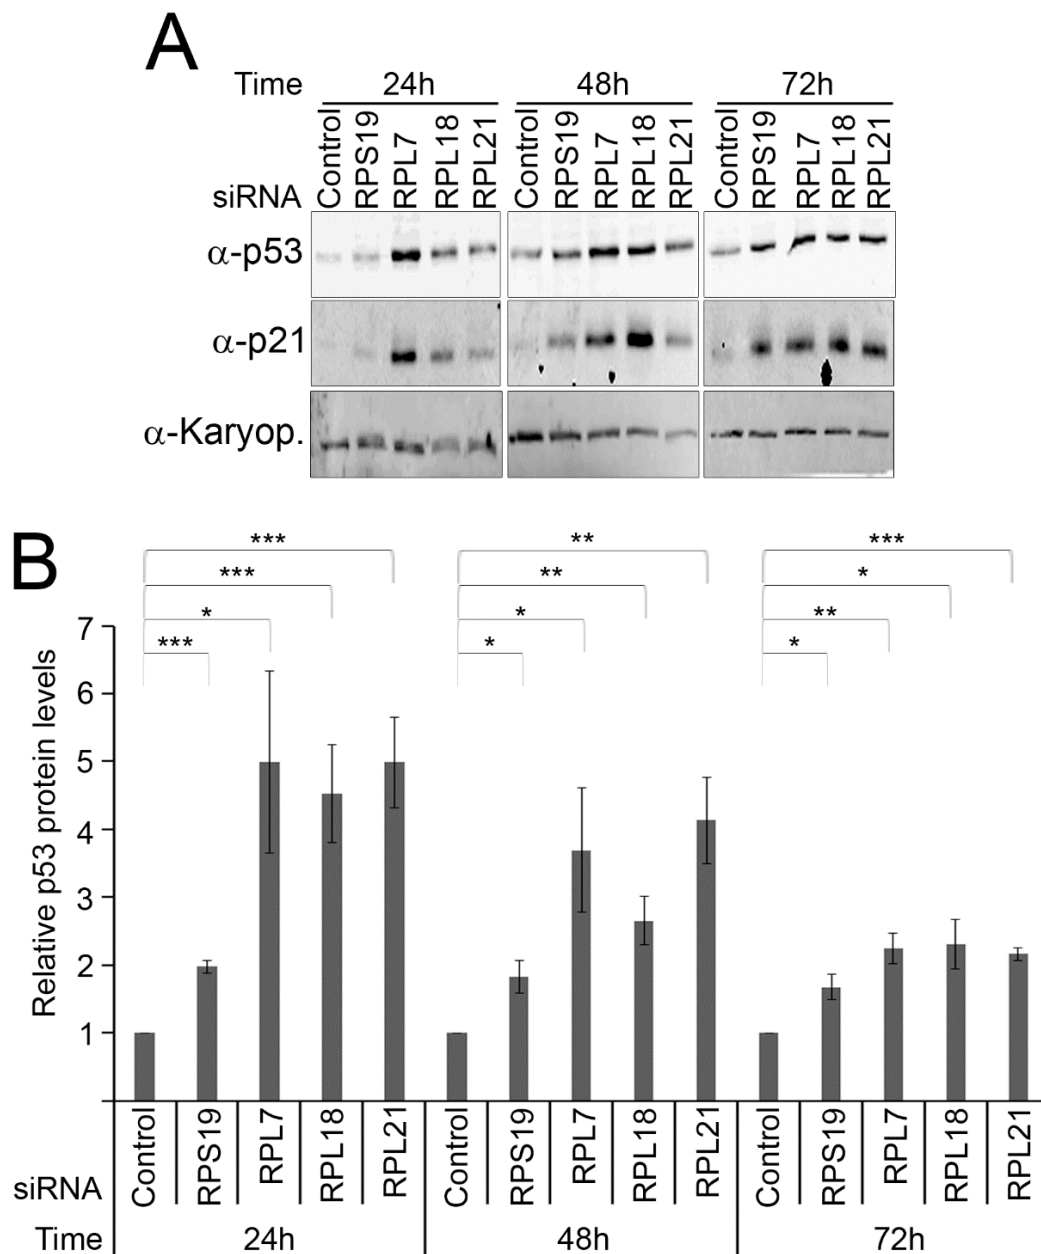 A
Time 24h 48h 72h
siRNA Control RPS19 RPL7 RPL18 RPL21 Control RPS19 RPL7 RPL18 RPL21 Control RPS19 RPL7 RPL18 RPL21
α-p53
α-p21
α-Karyop.
B
*** ** ***
*** ** *
* * **
*** * *
Relative p53 protein levels
7
6
5
4
3
2
1
siRNA Control RPS19 RPL7 RPL18 RPL21 Control RPS19 RPL7 RPL18 RPL21 Control RPS19 RPL7 RPL18 RPL21
Time 24h 48h 72h